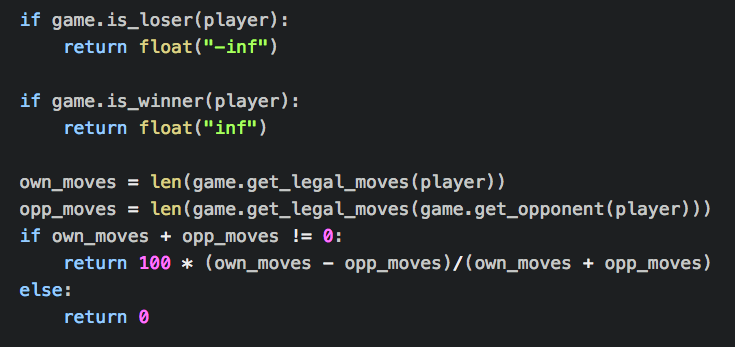 if game.is_loser(player):
    return float("-inf")

if game.is_winner(player):
    return float("inf")

own_moves = len(game.get_legal_moves(player))
opp_moves = len(game.get_legal_moves(game.get_opponent(player)))
if own_moves + opp_moves != 0:
    return 100 * (own_moves - opp_moves)/(own_moves + opp_moves)
else:
    return 0